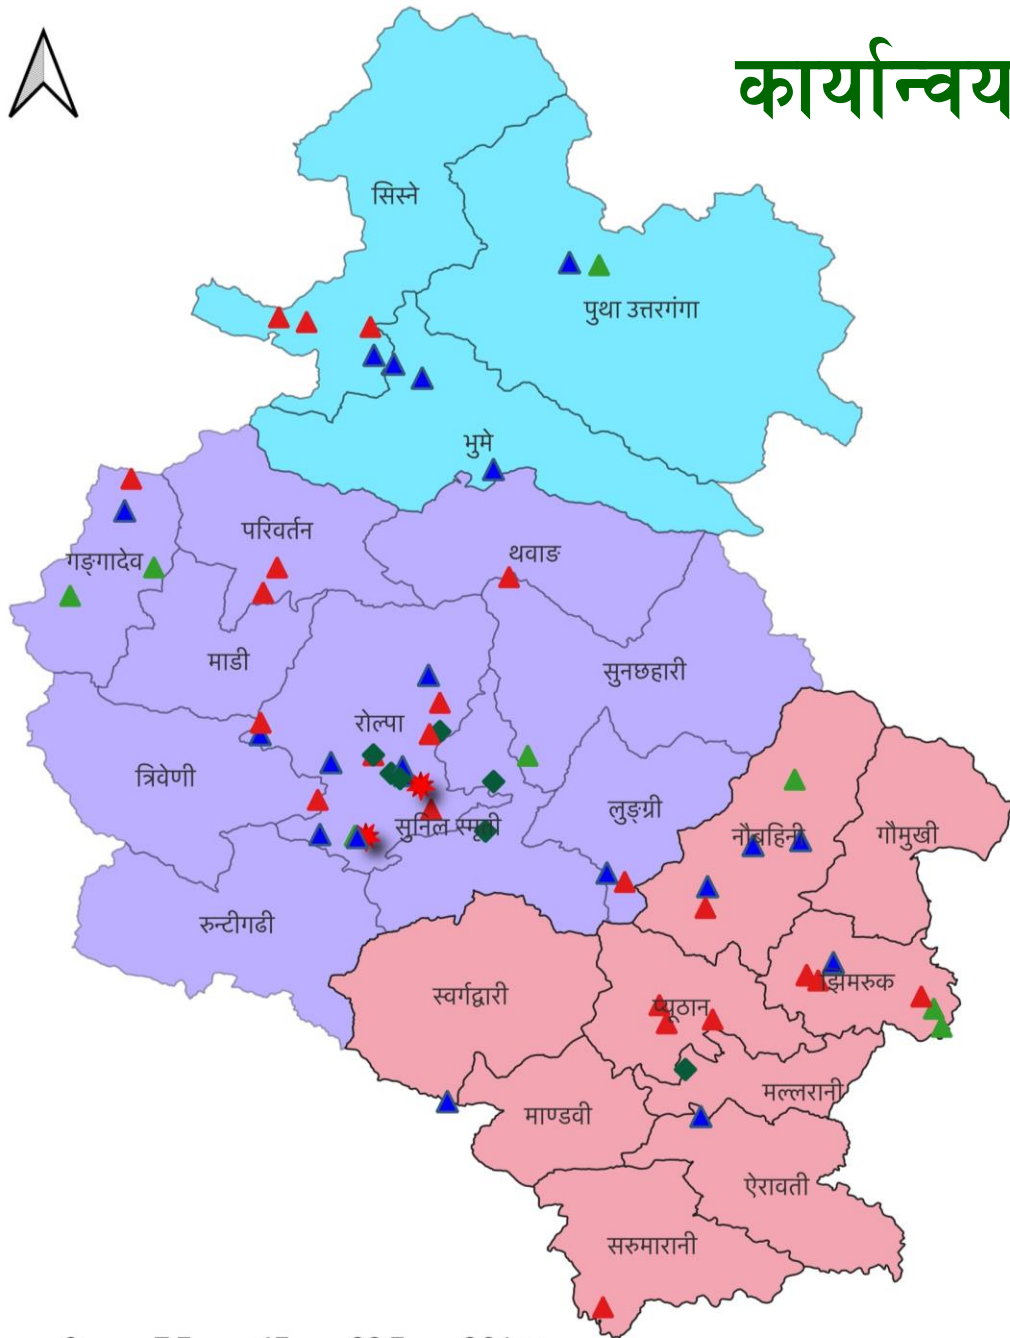 कार्यान्वय
सिस्ने
पुथा उत्तरगंगा
भुमे
परिवर्तन
थवाङ
गङ्गादेव
माडी
सुनछहारी
रोल्पा
त्रिवेणी
लुङ्ग्री
सुनिल स्मृती
नौबहिनी
गौमुखी
रुन्टीगढी
झिमरुक
स्वर्गद्वारी
प्यूठान
मल्लरानी
माण्डवी
ऐरावती
सरुमारानी